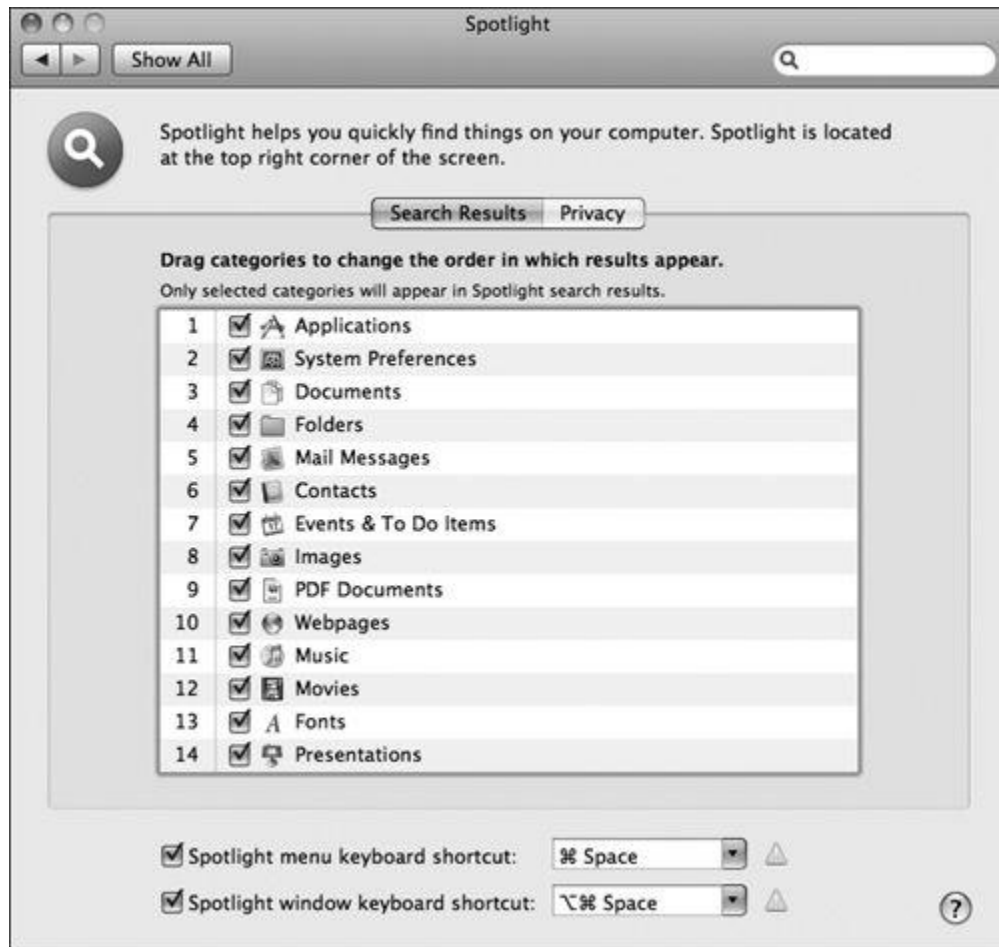 Spotlight
Show All
Spotlight helps you quickly find things on your computer. Spotlight is located
at the top right corner of the screen.
Search Results Privacy
Drag categories to change the order in which results appear.
Only selected categories will appear in Spotlight search results.
1 Applications
2 System Preferences
3 Documents
4 Folders
5 Mail Messages
6 Contacts
7 Events & To Do Items
8 Images
9 PDF Documents
10 Webpages
11 Music
12 Movies
13 Fonts
14 Presentations
Spotlight menu keyboard shortcut: ⌘ Space
Spotlight window keyboard shortcut: ⌥⌘ Space
?